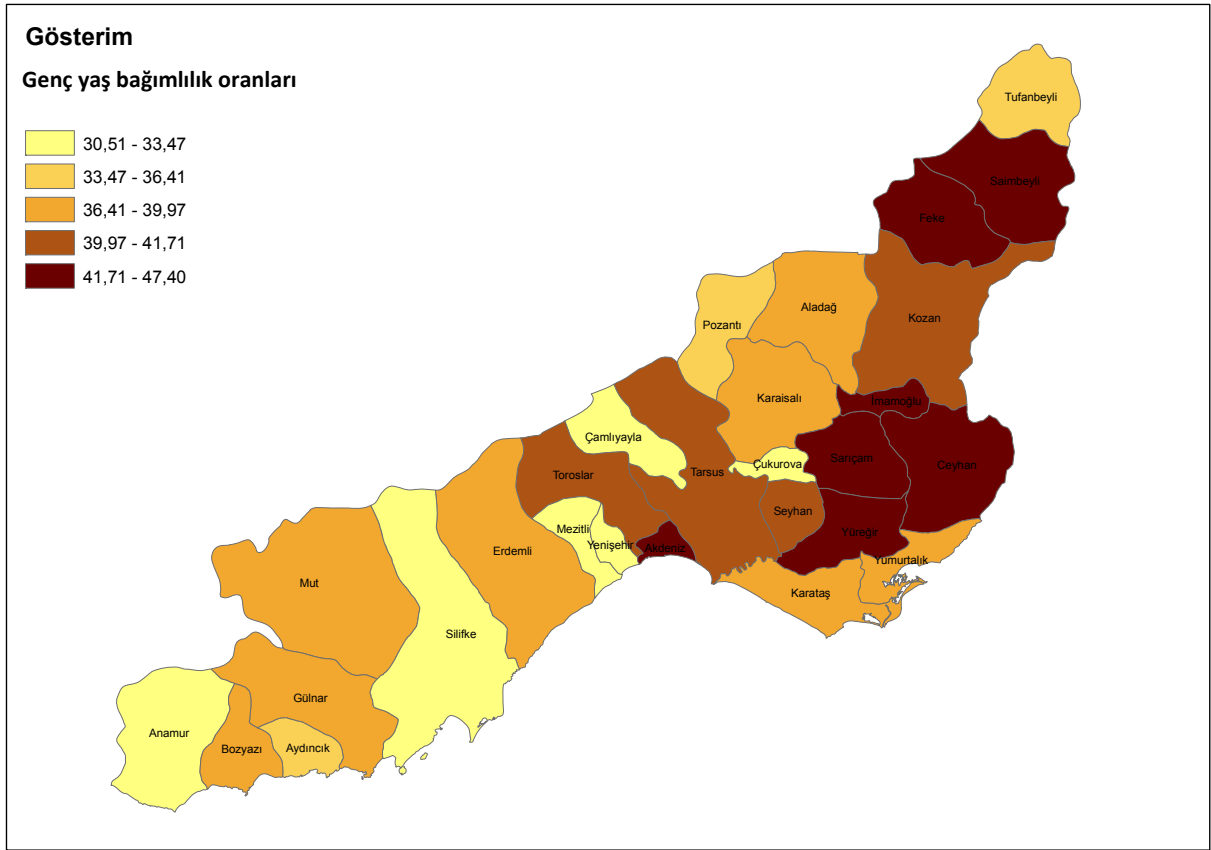 Gösterim
Genç yaş bağımlılık oranları
30,51 - 33,47
33,47 - 36,41
36,41 - 39,97
39,97 - 41,71
41,71 - 47,40
Tufanbeyli
Saimbeyli
Feke
Aladağ
Kozan
Pozantı
Karaisalı
İmamoğlu
Çamlıyayla
Sarıçam
Ceyhan
Çukurova
Tarsus
Toroslar
Seyhan
Mezitli
Yenişehir
Akdeniz
Yüreğir
Erdemli
Yumurtalık
Mut
Karataş
Silifke
Gülnar
Anamur
Bozyazı
Aydıncık